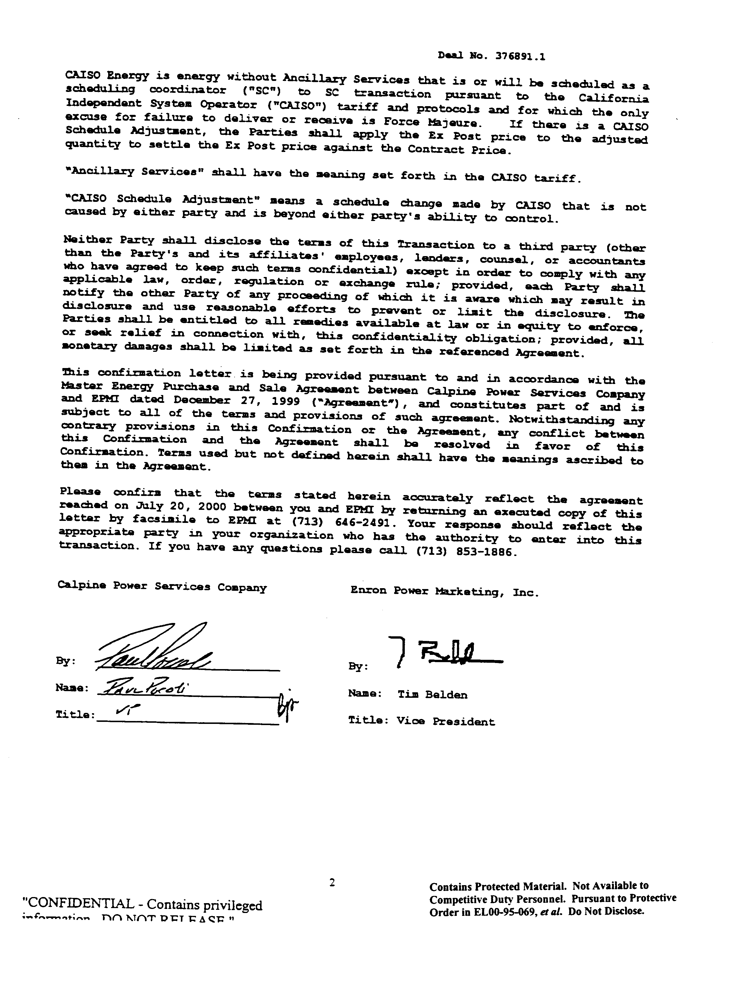 Deal No. 376891.1
CAISO Energy is energy without Ancillary Services that is or will be scheduled as a
scheduling coordinator ("SC") to SC transaction pursuant to the California
Independent System Operator ("CAISO") tariff and protocols and for which the only
excuse for failure to deliver or receive is Force Majeure. If there is a CAISO
Schedule Adjustment, the Parties shall apply the Ex Post price to the adjusted
quantity to settle the Ex Post price against the Contract Price.
"Ancillary Services" shall have the meaning set forth in the CAISO tariff.
"CAISO Schedule Adjustment" means a schedule change made by CAISO that is not
caused by either party and is beyond either party's ability to control.
Neither Party shall disclose the terms of this Transaction to a third party (other
than the Party's and its affiliates' employees, lenders, counsel, or accountants
who have agreed to keep such terms confidential) except in order to comply with any
applicable law, order, regulation or exchange rule; provided, each Party shall
notify the other Party of any proceeding of which it is aware which may result in
disclosure and use reasonable efforts to prevent or limit the disclosure. The
Parties shall be entitled to all remedies available at law or in equity to enforce,
or seek relief in connection with, this confidentiality obligation; provided, all
monetary damages shall be limited as set forth in the referenced Agreement.
This confirmation letter is being provided pursuant to and in accordance with the
Master Energy Purchase and Sale Agreement between Calpine Power Services Company
and EPMI dated December 27, 1999 ("Agreement"), and constitutes part of and is
subject to all of the terms and provisions of such agreement. Notwithstanding any
contrary provisions in this Confirmation or the Agreement, any conflict between
this Confirmation and the Agreement shall be resolved in favor of this
Confirmation. Terms used but not defined herein shall have the meanings ascribed to
them in the Agreement.
Please confirm that the terms stated herein accurately reflect the agreement
reached on July 20, 2000 between you and EPMI by returning an executed copy of this
letter by facsimile to EPMI at (713) 646-2491. Your response should reflect the
appropriate party in your organization who has the authority to enter into this
transaction. If you have any questions please call (713) 853-1886.
Calpine Power Services Company
Enron Power Marketing, Inc.
By:
By:
Name: Paul
Name: Tim Belden
Title: VP
Title: Vice President
2
"CONFIDENTIAL - Contains privileged
information DO NOT RELEASE "
Contains Protected Material. Not Available to
Competitive Duty Personnel. Pursuant to Protective
Order in EL00-95-069, et al. Do Not Disclose.